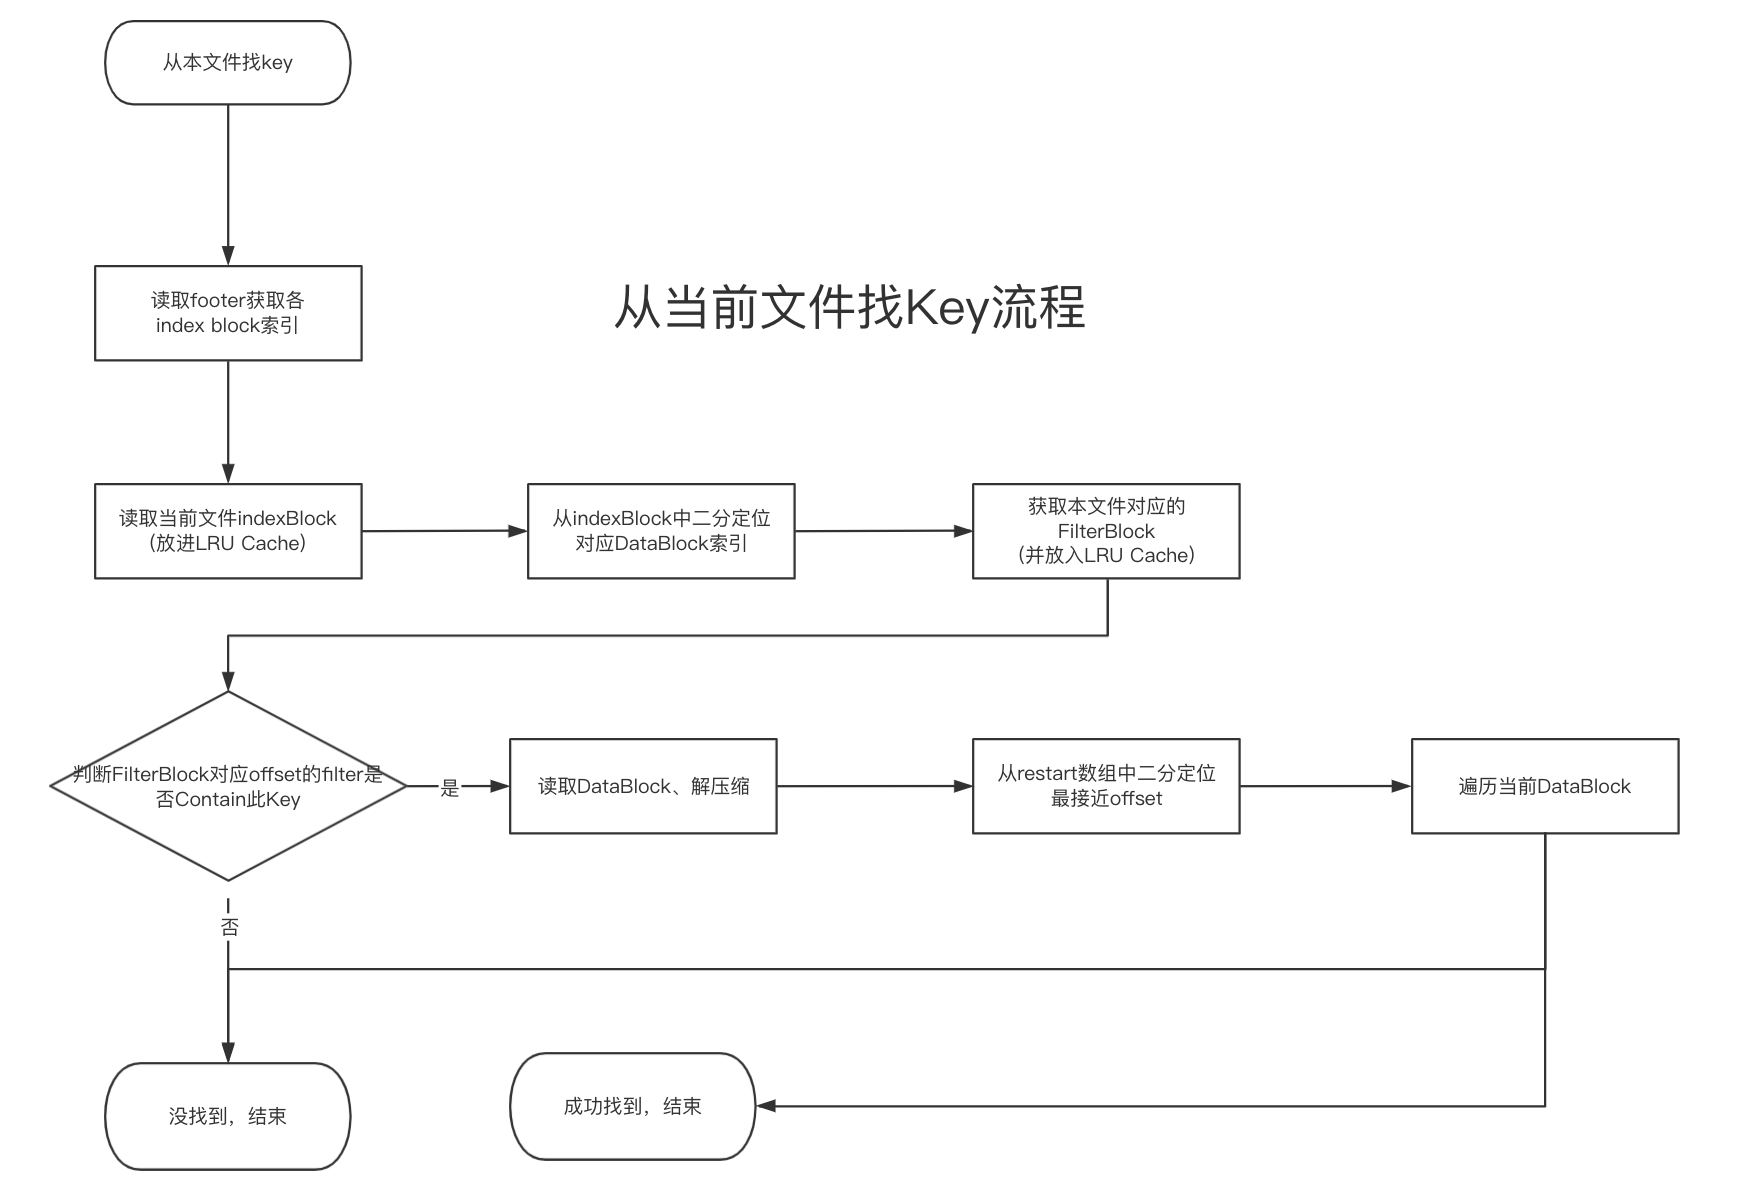 从本文件找key
读取footer获取各
index block索引
从当前文件找Key流程
读取当前文件indexBlock
（放进LRU Cache）
从indexBlock中二分定位
对应DataBlock索引
获取本文件对应的
FilterBlock
（并放入LRU Cache）
判断FilterBlock对应offset的filter是
否Contain此Key
是
读取DataBlock、解压缩
从restart数组中二分定位
最接近offset
遍历当前DataBlock
否
没找到，结束
成功找到，结束